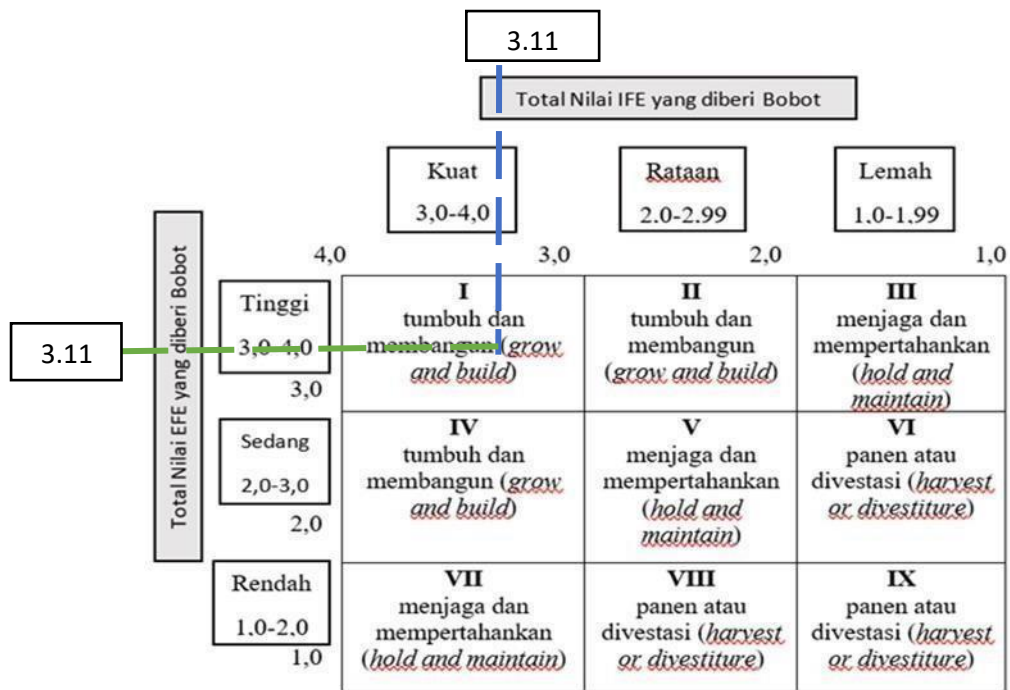 3.11
Total Nilai IFE yang diberi Bobot
Kuat
3,0-4,0
Rataan
2.0-2.99
Lemah
1,0-1,99
4,0
3,0
2,0
1,0
Total Nilai EFE yang diberi Bobot
3.11
Tinggi
3,0-4,0
3,0
I
tumbuh dan
membangun (grow
and build)
II
tumbuh dan
membangun
(grow and build)
III
menjaga dan
mempertahankan
(hold and
maintain)
Sedang
2,0-3,0
2,0
IV
tumbuh dan
membangun (grow
and build)
V
menjaga dan
mempertahankan
(hold and
maintain)
VI
panen atau
divestasi (harvest
or divestiture)
Rendah
1,0-2,0
1,0
VII
menjaga dan
mempertahankan
(hold and maintain)
VIII
panen atau
divestasi (harvest
or divestiture)
IX
panen atau
divestasi (harvest
or divestiture)